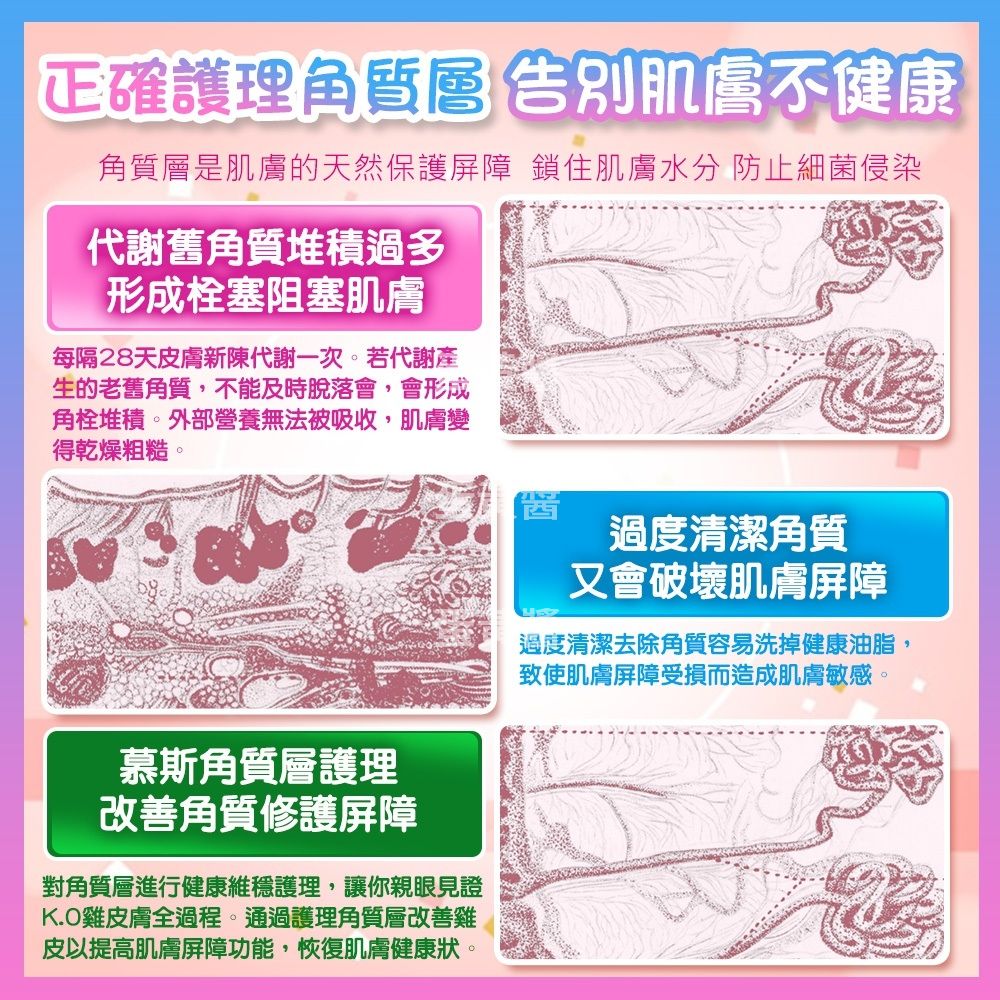 正確護理角質層 告別肌膚不健康
角質層是肌膚的天然保護屏障 鎖住肌膚水分 防止細菌侵染
代謝舊角質堆積過多
形成栓塞阻塞肌膚
每隔28天皮膚新陳代謝一次。若代謝產
生的老舊角質，不能及時脫落會，會形成
角栓堆積。外部營養無法被吸收，肌膚變
得乾燥粗糙。
過度清潔角質
又會破壞肌膚屏障
過度清潔去除角質容易洗掉健康油脂，
致使肌膚屏障受損而造成肌膚敏感。
慕斯角質層護理
改善角質修護屏障
對角質層進行健康維穩護理，讓你親眼見證
K.O雞皮膚全過程。通過護理角質層改善雞
皮以提高肌膚屏障功能，恢復肌膚健康狀。